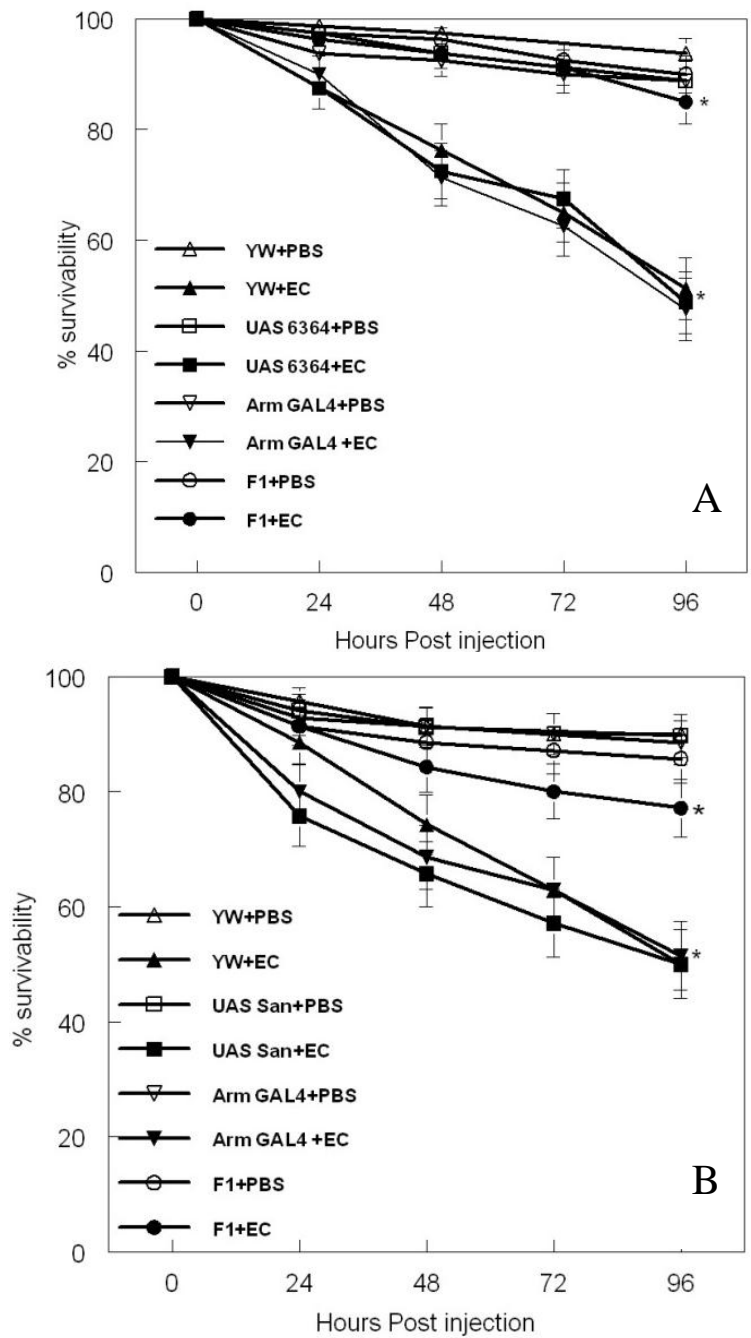 100
80
60
40
20
0
% survivability
YW+PBS
YW+EC
UAS 6364+PBS
UAS 6364+EC
Arm GAL4+PBS
Arm GAL4 +EC
F1+PBS
F1+EC
*
*
A
0 24 48 72 96
Hours Post injection
100
80
60
40
20
0
% survivability
YW+PBS
YW+EC
UAS San+PBS
UAS San+EC
Arm GAL4+PBS
Arm GAL4 +EC
F1+PBS
F1+EC
*
*
B
0 24 48 72 96
Hours Post injection